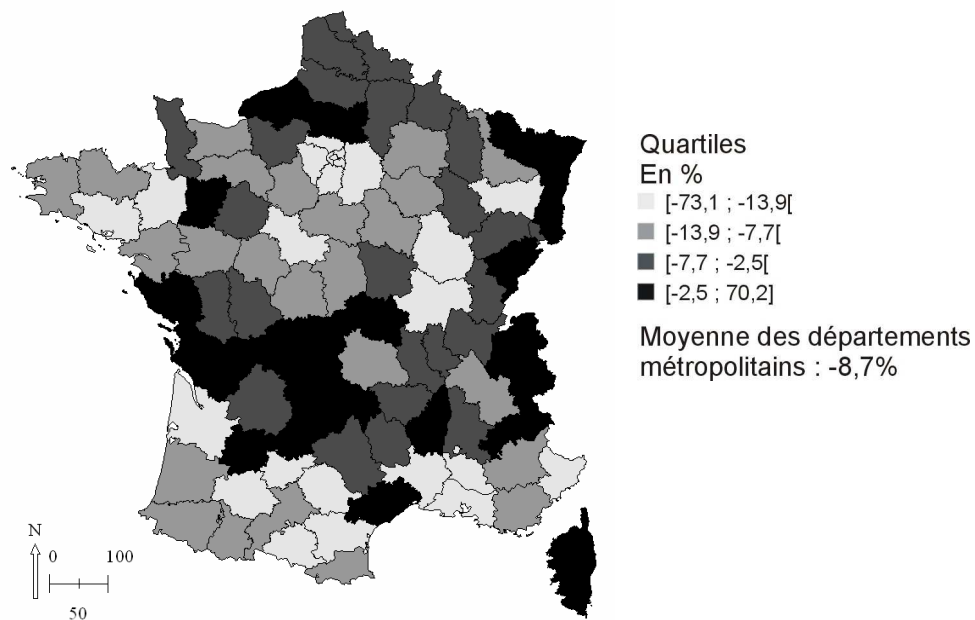 Quartiles
En %
[-73,1 ; -13,9[
[-13,9 ; -7,7[
[-7,7 ; -2,5[
[-2,5 ; 70,2]
Moyenne des départements
métropolitains : -8,7%
N
0 100
50